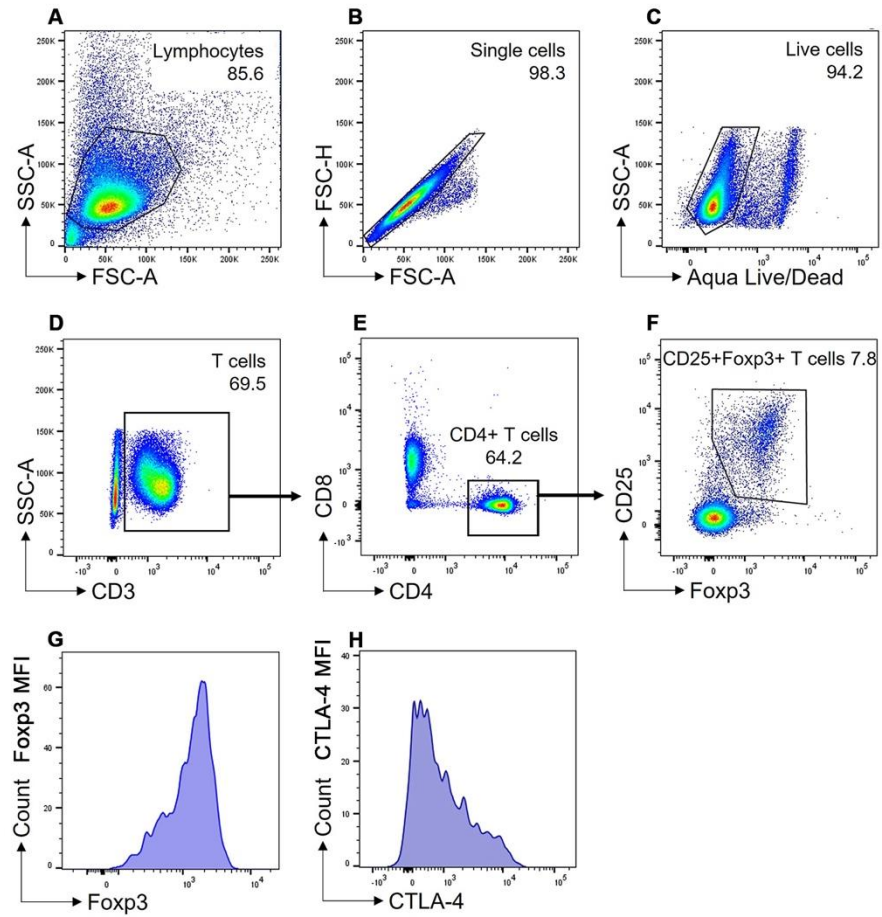 A
Lymphocytes
85.6
250K
200K
150K
100K
50K
0
SSC-A
0 50K 100K 150K 200K 250K
FSC-A
B
Single cells
98.3
250K
200K
150K
100K
50K
0
FSC-H
0 50K 100K 150K 200K 250K
FSC-A
C
Live cells
94.2
250K
200K
150K
100K
50K
0
SSC-A
0 10³ 10⁴ 10⁵
Aqua Live/Dead
D
T cells
69.5
250K
200K
150K
100K
50K
0
SSC-A
-10³ 0 10³ 10⁴ 10⁵
CD3
E
CD4+ T cells
64.2
10⁵
10⁴
10³
0
-10³
CD8
-10³ 0 10³ 10⁴ 10⁵
CD4
F
CD25+Foxp3+ T cells 7.8
10⁵
10⁴
10³
0
CD25
-10³ 0 10³ 10⁴ 10⁵
Foxp3
G
60
40
20
0
Count Foxp3 MFI
0 10³ 10⁴
Foxp3
H
40
30
20
10
0
Count CTLA-4 MFI
-10³ 0 10³ 10⁴ 10⁵
CTLA-4